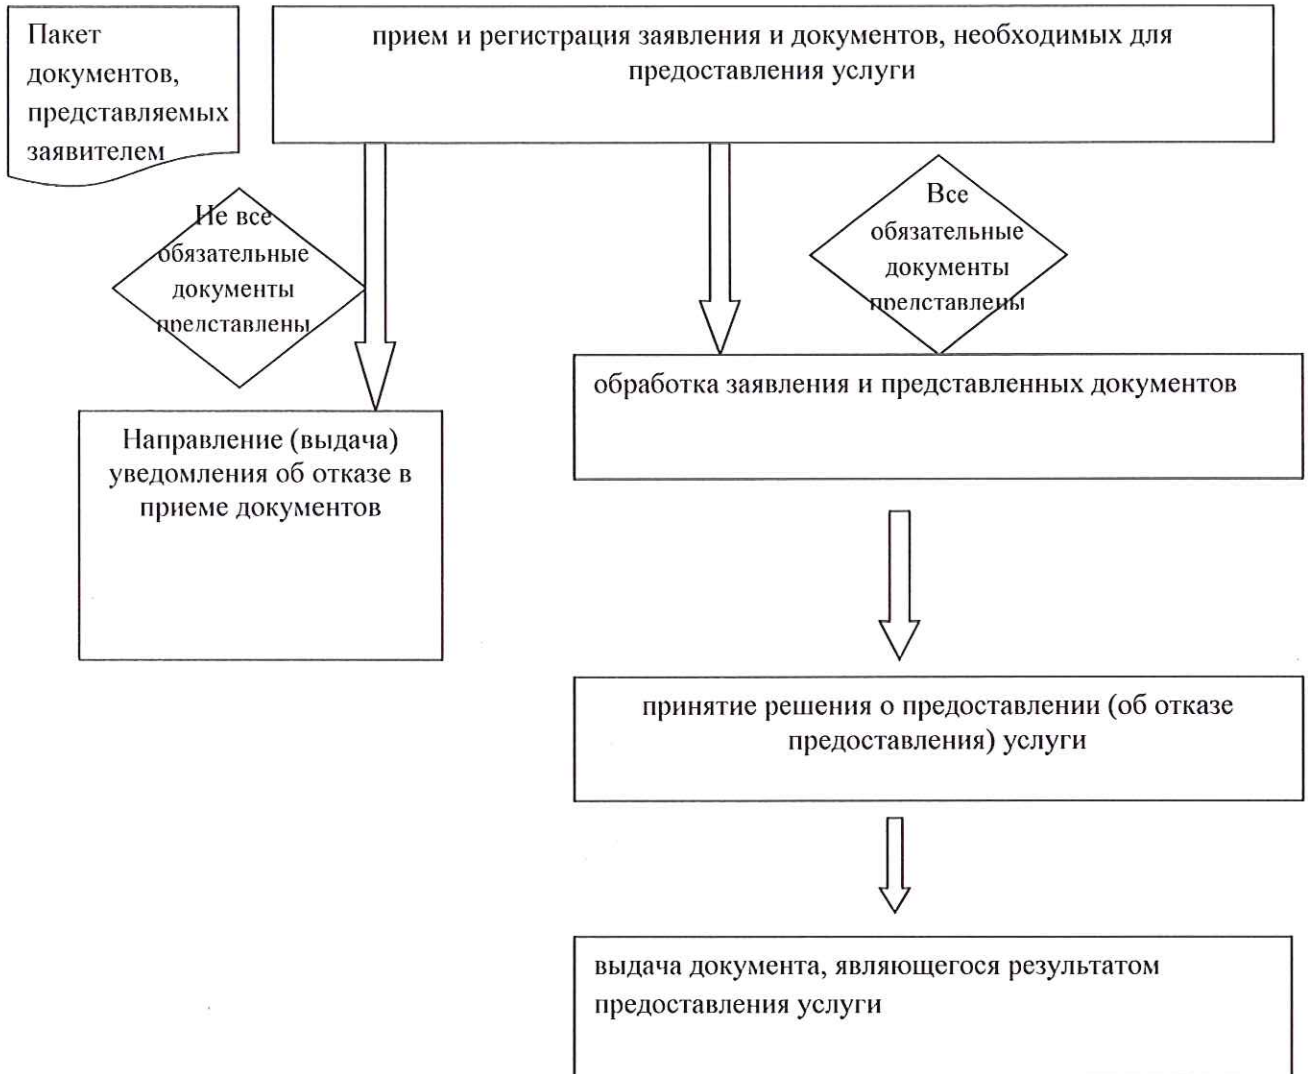 Пакет
документов,
представляемых
заявителем
прием и регистрация заявления и документов, необходимых для
предоставления услуги
Не все
обязательные
документы
представлены
Все
обязательные
документы
представлены
обработка заявления и представленных документов
Направление (выдача)
уведомления об отказе в
приеме документов
принятие решения о предоставлении (об отказе
предоставления) услуги
выдача документа, являющегося результатом
предоставления услуги